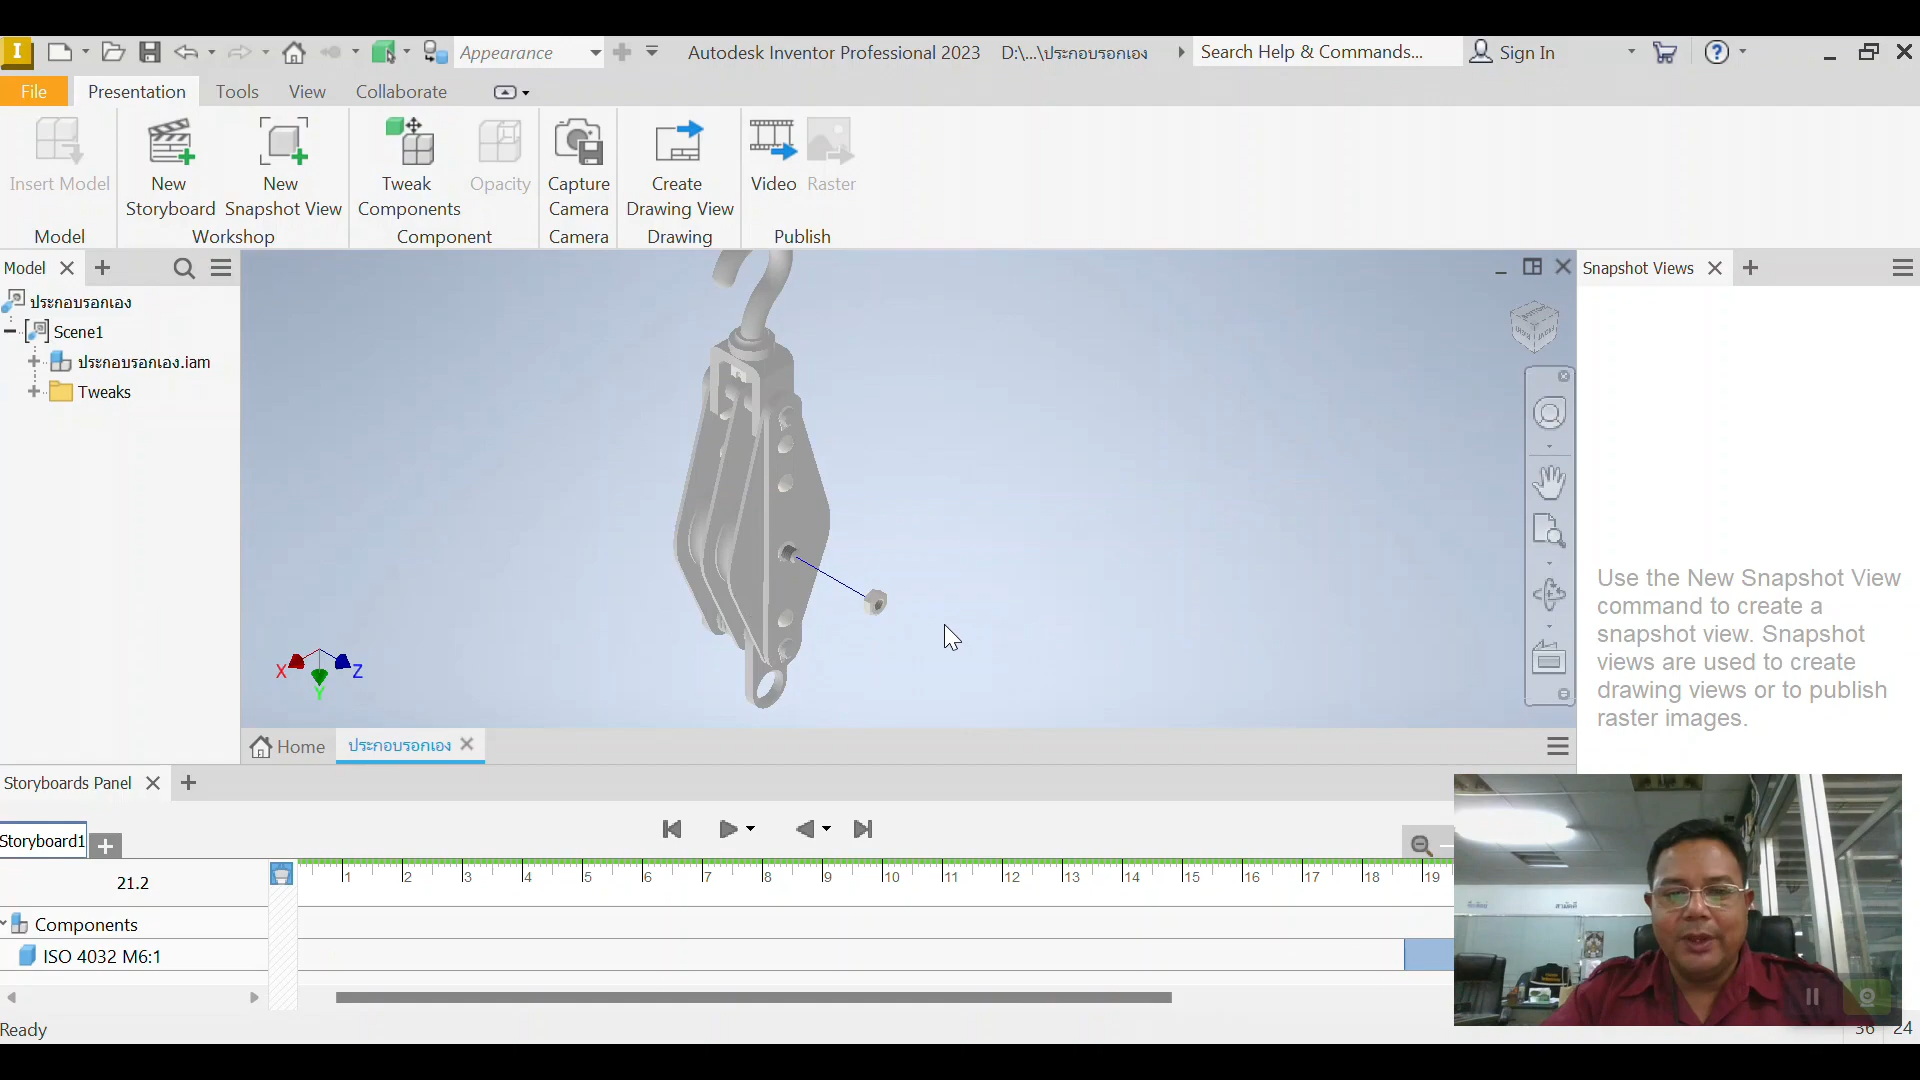 I
Appearance
Autodesk Inventor Professional 2023 D:\...\ประกอบรอกเอง
Search Help & Commands...
Sign In
File Presentation Tools View Collaborate
Insert Model
New Storyboard
New Snapshot View
Tweak Components
Opacity
Capture Camera
Create Drawing View
Video
Raster
Model Workshop Component Camera Drawing Publish
Model
Snapshot Views
ประกอบรอกเอง
Scene1
ประกอบรอกเอง.iam
Tweaks
Use the New Snapshot View
command to create a
snapshot view. Snapshot
views are used to create
drawing views or to publish
raster images.
X Z
Y
Home ประกอบรอกเอง
Storyboards Panel
Storyboard1
21.2
1 2 3 4 5 6 7 8 9 10 11 12 13 14 15 16 17 18 19
Components
ISO 4032 M6:1
Ready
36 24